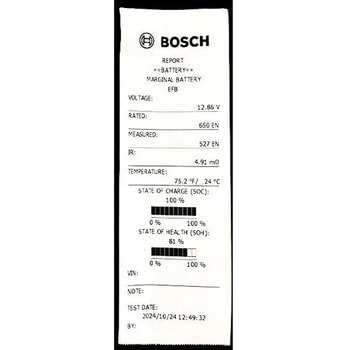 BOSCH
REPORT
==BATTERY==
MARGINAL BATTERY
EFB
VOLTAGE:
12.86 V
RATED:
650 EN
MEASURED:
527 EN
IR:
4.91 mΩ
TEMPERATURE:
75.2 °F/ 24 °C
STATE OF CHARGE (SOC):
100 %
0 % 100 %
STATE OF HEALTH (SOH):
81 %
0 % 100 %
VIN:
NOTE:
TEST DATE:
2024/10/24 12:49:32
BY: